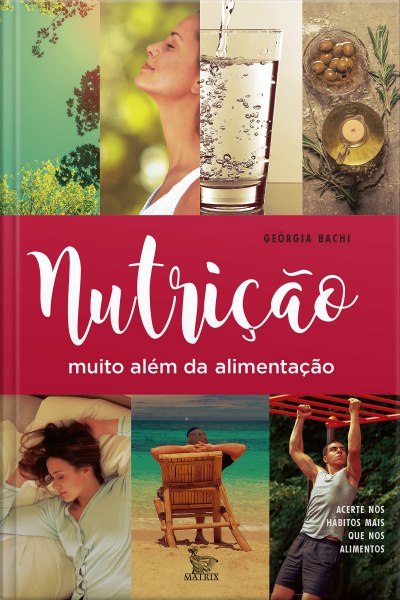 GEÓRGIA BACHI
Nutrição
muito além da alimentação
ACERTE NOS
HÁBITOS MAIS
QUE NOS
ALIMENTOS
MATRIX